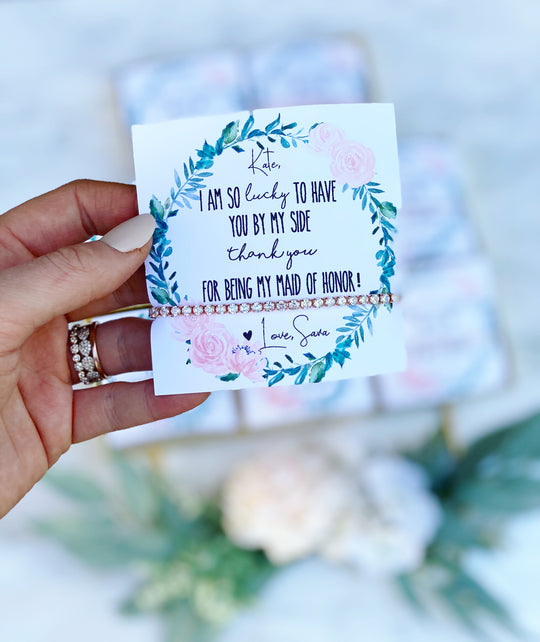 Kate,
I AM SO lucky TO HAVE
YOU BY MY SIDE
thank you
FOR BEING MY MAID OF HONOR!
Love, Sara